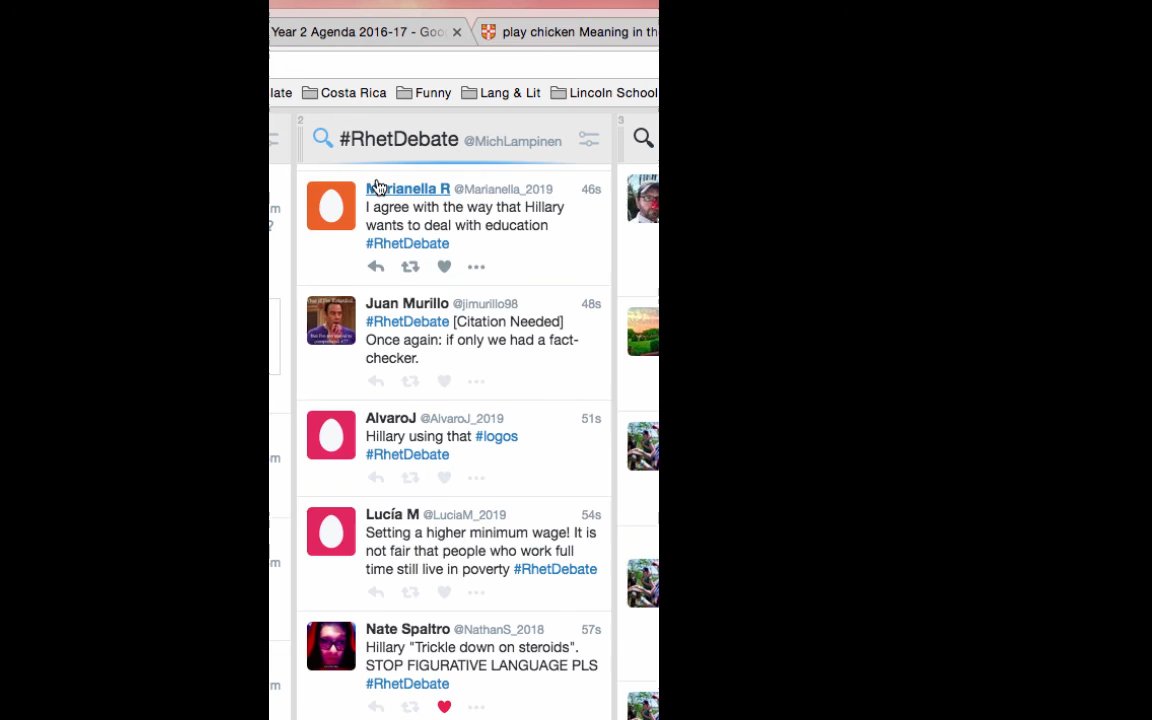 Year 2 Agenda 2016-17 - Goo
play chicken Meaning in th
late
Costa Rica
Funny
Lang & Lit
Lincoln School
2
#RhetDebate @MichLampinen
3
Marianella R @Marianella_2019 46s
I agree with the way that Hillary
wants to deal with education
#RhetDebate
Juan Murillo @jimurillo98 48s
#RhetDebate [Citation Needed]
Once again: if only we had a fact-
checker.
AlvaroJ @AlvaroJ_2019 51s
Hillary using that #logos
#RhetDebate
Lucía M @LuciaM_2019 54s
Setting a higher minimum wage! It is
not fair that people who work full
time still live in poverty #RhetDebate
Nate Spaltro @NathanS_2018 57s
Hillary "Trickle down on steroids".
STOP FIGURATIVE LANGUAGE PLS
#RhetDebate